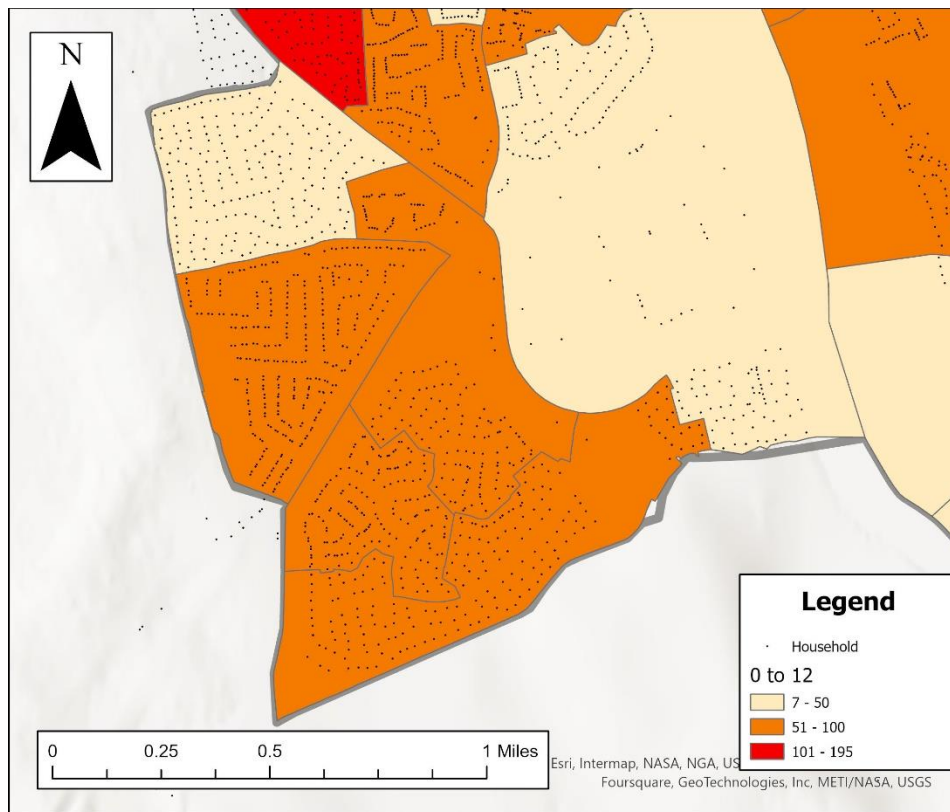 N
Legend
Household
0 to 12
7 - 50
51 - 100
101 - 195
0 0.25 0.5 1 Miles
Esri, Intermap, NASA, NGA, US
Foursquare, GeoTechnologies, Inc, METI/NASA, USGS